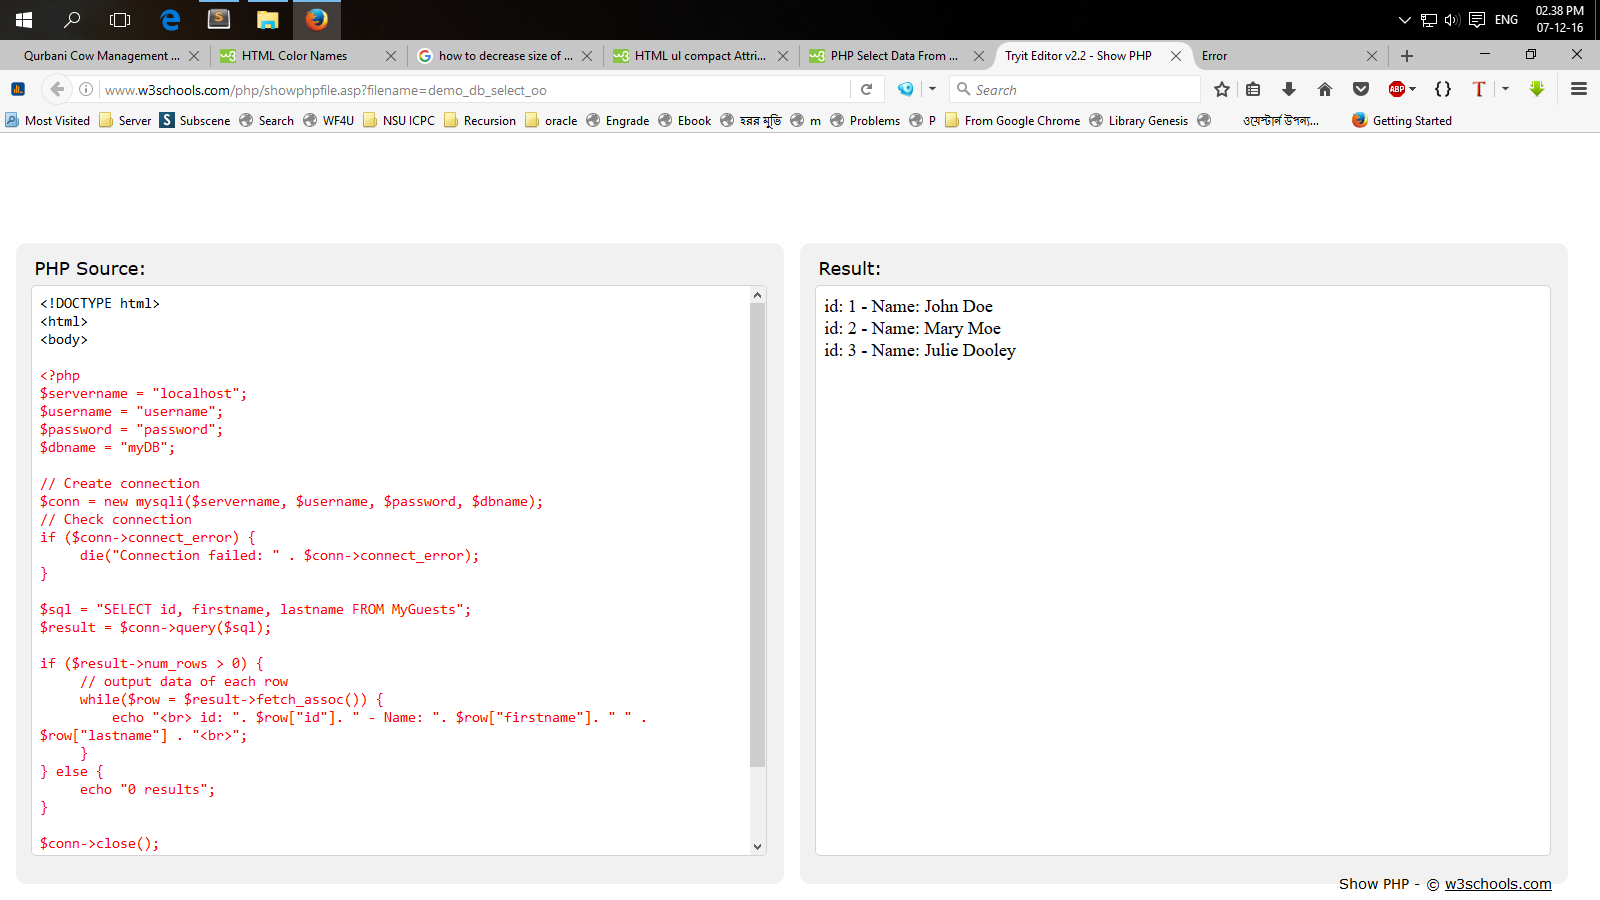 ENG
02.38 PM
07-12-16
Qurbani Cow Management ...
HTML Color Names
how to decrease size of ...
HTML ul compact Attri...
PHP Select Data From ...
Tryit Editor v2.2 - Show PHP
Error
www.w3schools.com/php/showphpfile.asp?filename=demo_db_select_oo
Search
ABP
Most Visited
Server
Subscene
Search
WF4U
NSU ICPC
Recursion
oracle
Engrade
Ebook
হরর মুভি
m
Problems
P
From Google Chrome
Library Genesis
ওয়েস্টার্ন উপন্য...
Getting Started
PHP Source:
<!DOCTYPE html>
<html>
<body>
<?php
$servername = "localhost";
$username = "username";
$password = "password";
$dbname = "myDB";
// Create connection
$conn = new mysqli($servername, $username, $password, $dbname);
// Check connection
if ($conn->connect_error) {
die("Connection failed: " . $conn->connect_error);
}
$sql = "SELECT id, firstname, lastname FROM MyGuests";
$result = $conn->query($sql);
if ($result->num_rows > 0) {
// output data of each row
while($row = $result->fetch_assoc()) {
echo "<br> id: ". $row["id"]. " - Name: ". $row["firstname"]. " " .
$row["lastname"] . "<br>";
}
} else {
echo "0 results";
}
$conn->close();
Result:
id: 1 - Name: John Doe
id: 2 - Name: Mary Moe
id: 3 - Name: Julie Dooley
Show PHP - © w3schools.com